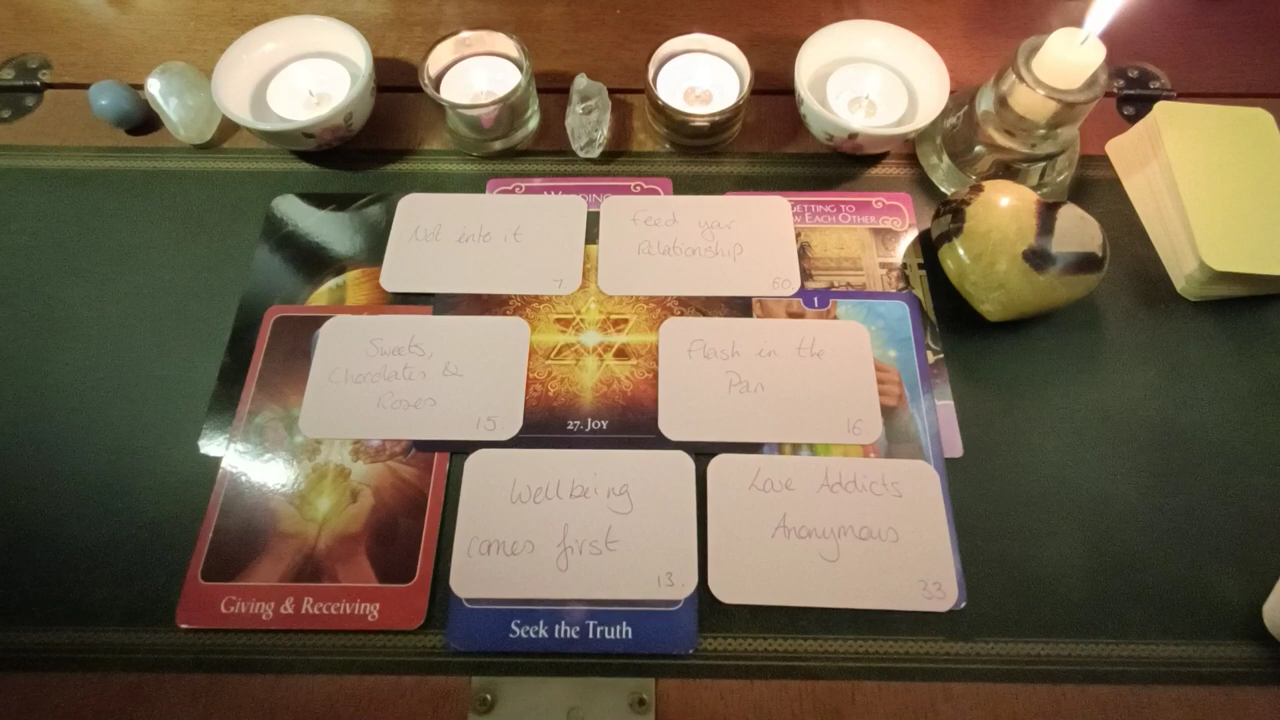 WEDDING
GETTING TO
KNOW EACH OTHER
Not into it
7
Feed your
Relationship
60.
1
Sweets,
Chocolates &
Roses
15.
Flash in the
Pan
16
27. JOY
Wellbeing
comes first
13.
Love Addicts
Anonymous
33
Giving & Receiving
Seek the Truth